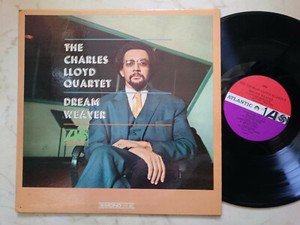 THE
CHARLES
LLOYD
QUARTET
DREAM
WEAVER
ATLANTIC